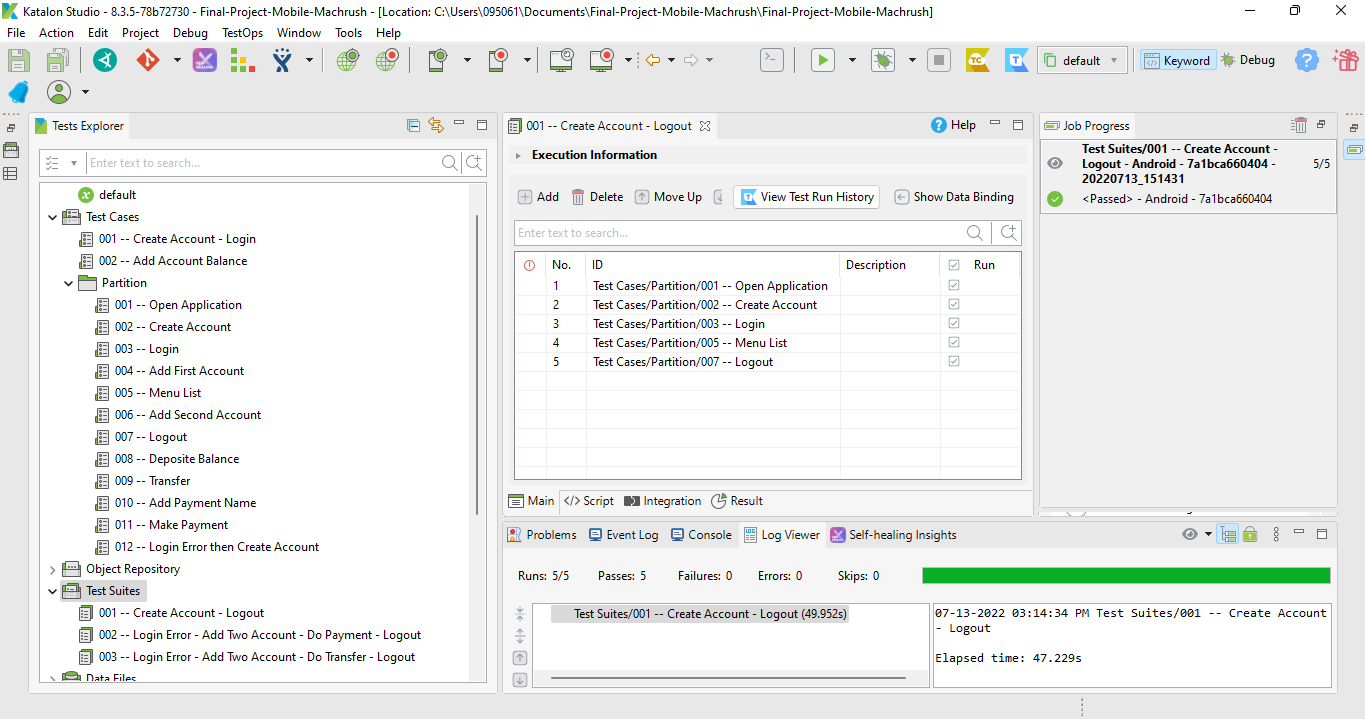 Katalon Studio - 8.3.5-78b72730 - Final-Project-Mobile-Machrush - [Location: C:\Users\095061\Documents\Final-Project-Mobile-Machrush\Final-Project-Mobile-Machrush]
File Action Edit Project Debug TestOps Window Tools Help
TC T default Keyword Debug
Tests Explorer
Enter text to search...
default
Test Cases
001 -- Create Account - Login
002 -- Add Account Balance
Partition
001 -- Open Application
002 -- Create Account
003 -- Login
004 -- Add First Account
005 -- Menu List
006 -- Add Second Account
007 -- Logout
008 -- Deposite Balance
009 -- Transfer
010 -- Add Payment Name
011 -- Make Payment
012 -- Login Error then Create Account
Object Repository
Test Suites
001 -- Create Account - Logout
002 -- Login Error - Add Two Account - Do Payment - Logout
003 -- Login Error - Add Two Account - Do Transfer - Logout
Data Files
001 -- Create Account - Logout Help
Execution Information
Add Delete Move Up View Test Run History Show Data Binding
Enter text to search...
No. ID Description Run
1 Test Cases/Partition/001 -- Open Application
2 Test Cases/Partition/002 -- Create Account
3 Test Cases/Partition/003 -- Login
4 Test Cases/Partition/005 -- Menu List
5 Test Cases/Partition/007 -- Logout
Main </> Script Integration Result
Job Progress
Test Suites/001 -- Create Account -
Logout - Android - 7a1bca660404 - 5/5
20220713_151431
<Passed> - Android - 7a1bca660404
Problems Event Log Console Log Viewer Self-healing Insights
Runs: 5/5 Passes: 5 Failures: 0 Errors: 0 Skips: 0
Test Suites/001 -- Create Account - Logout (49.952s)
07-13-2022 03:14:34 PM Test Suites/001 -- Create Account
- Logout
Elapsed time: 47.229s